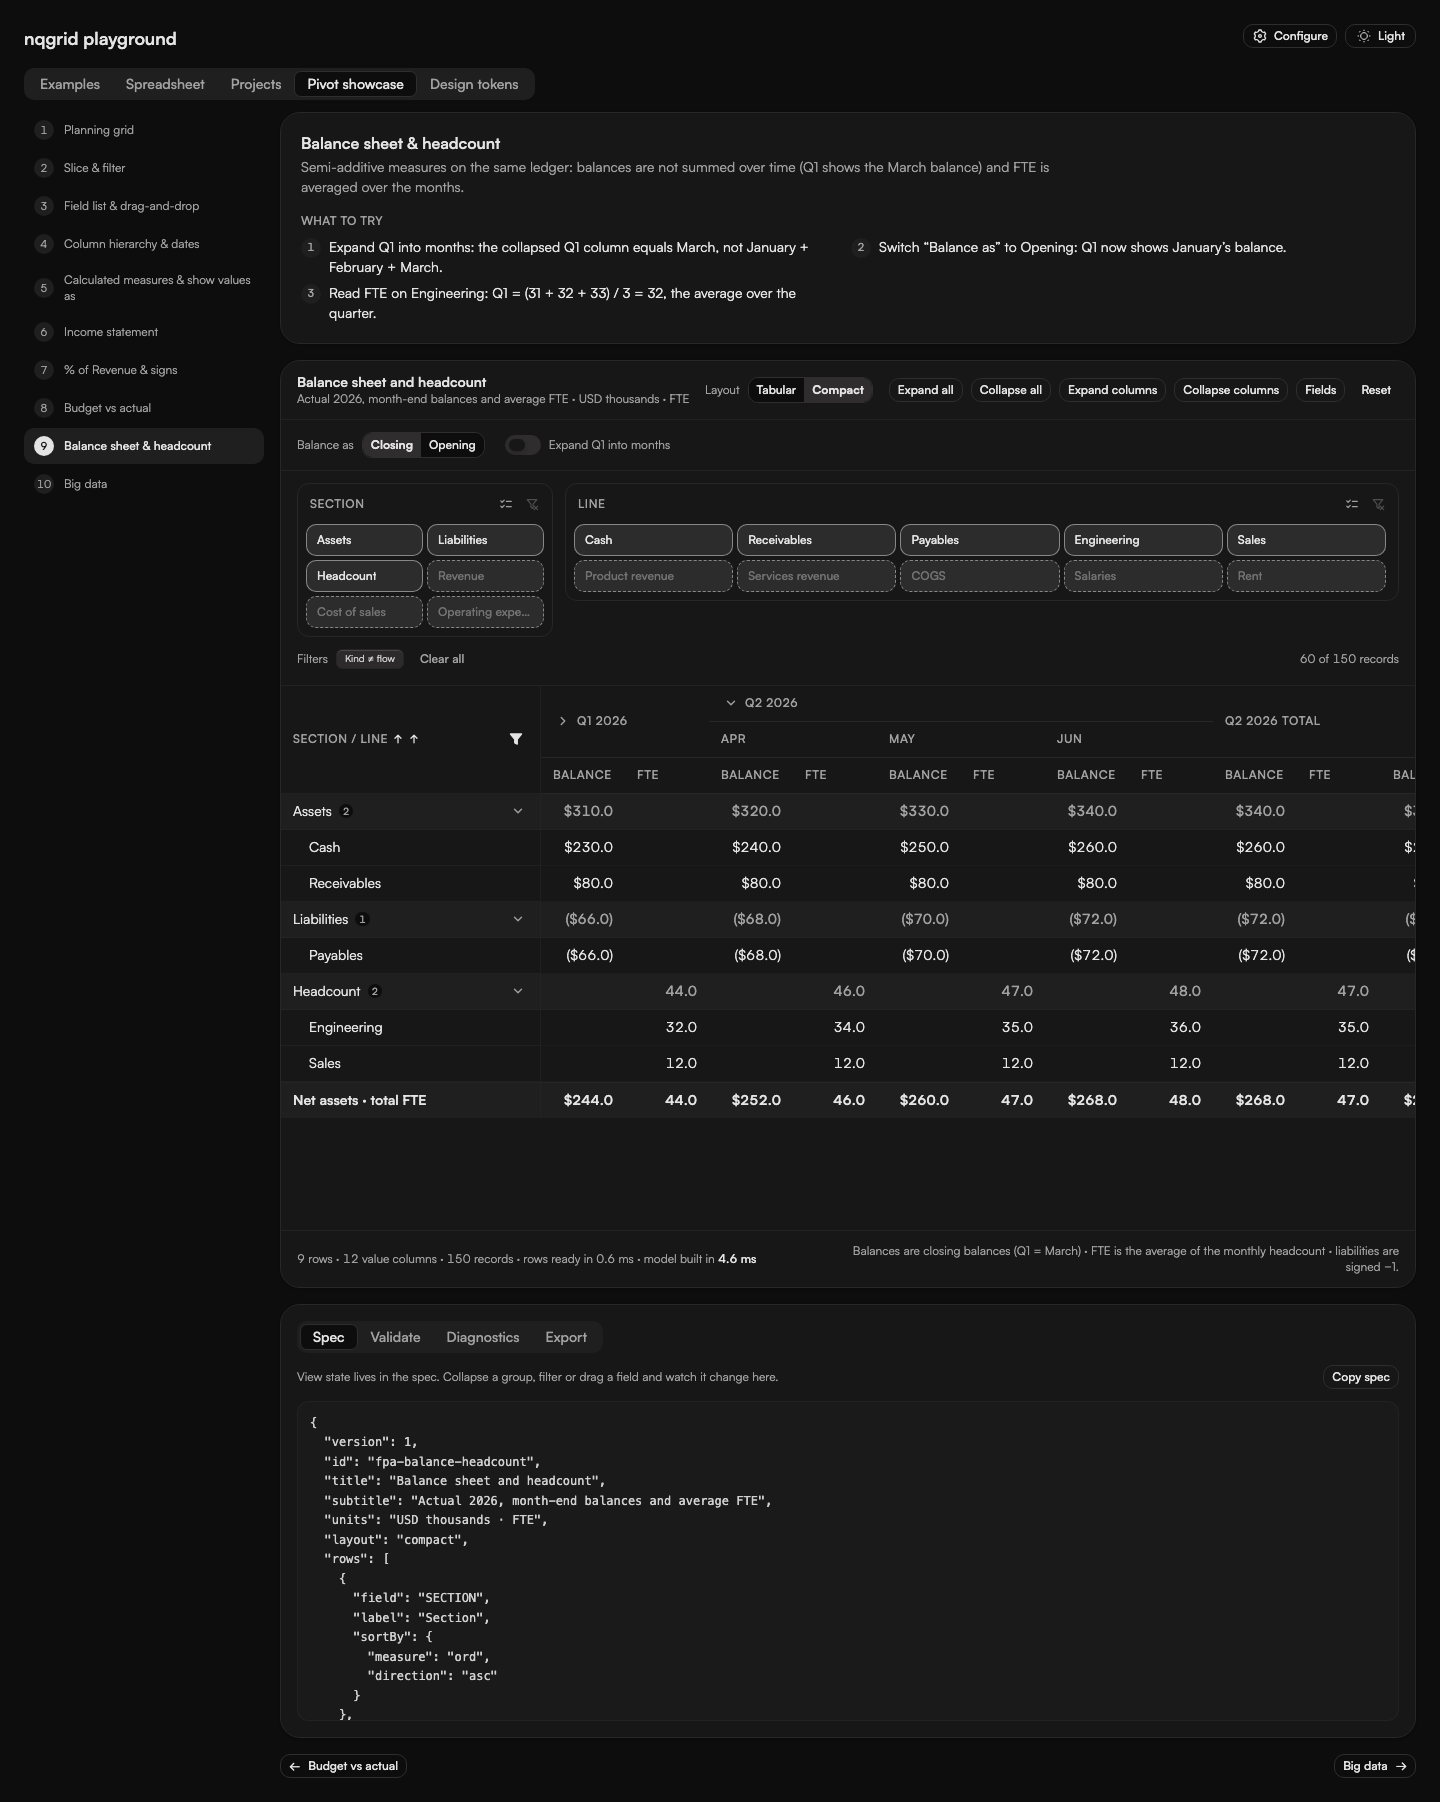 nqgrid playground
Configure
Light
Examples
Spreadsheet
Projects
Pivot showcase
Design tokens
1 Planning grid
2 Slice & filter
3 Field list & drag-and-drop
4 Column hierarchy & dates
5 Calculated measures & show values
as
6 Income statement
7 % of Revenue & signs
8 Budget vs actual
9 Balance sheet & headcount
10 Big data
Balance sheet & headcount
Semi-additive measures on the same ledger: balances are not summed over time (Q1 shows the March balance) and FTE is
averaged over the months.
WHAT TO TRY
1 Expand Q1 into months: the collapsed Q1 column equals March, not January +
February + March.
2 Switch “Balance as” to Opening: Q1 now shows January’s balance.
3 Read FTE on Engineering: Q1 = (31 + 32 + 33) / 3 = 32, the average over the
quarter.
Balance sheet and headcount
Actual 2026, month-end balances and average FTE · USD thousands · FTE
Layout Tabular Compact Expand all Collapse all Expand columns Collapse columns Fields Reset
Balance as Closing Opening Expand Q1 into months
SECTION
Assets Liabilities
Headcount Revenue
Cost of sales Operating expe...
LINE
Cash Receivables Payables Engineering Sales
Product revenue Services revenue COGS Salaries Rent
Filters Kind ≠ flow Clear all 60 of 150 records
Q2 2026
Q1 2026 Q2 2026 TOTAL
SECTION / LINE ↑ ↑ APR MAY JUN
BALANCE FTE BALANCE FTE BALANCE FTE BALANCE FTE BALANCE FTE BAL
Assets 2 $310.0 $320.0 $330.0 $340.0 $340.0
Cash $230.0 $240.0 $250.0 $260.0 $260.0
Receivables $80.0 $80.0 $80.0 $80.0 $80.0
Liabilities 1 ($66.0) ($68.0) ($70.0) ($72.0) ($72.0)
Payables ($66.0) ($68.0) ($70.0) ($72.0) ($72.0)
Headcount 2 44.0 46.0 47.0 48.0 47.0
Engineering 32.0 34.0 35.0 36.0 35.0
Sales 12.0 12.0 12.0 12.0 12.0
Net assets · total FTE $244.0 44.0 $252.0 46.0 $260.0 47.0 $268.0 48.0 $268.0 47.0
9 rows · 12 value columns · 150 records · rows ready in 0.6 ms · model built in 4.6 ms
Balances are closing balances (Q1 = March) · FTE is the average of the monthly headcount · liabilities are
signed −1.
Spec Validate Diagnostics Export
View state lives in the spec. Collapse a group, filter or drag a field and watch it change here.
Copy spec
{
"version": 1,
"id": "fpa-balance-headcount",
"title": "Balance sheet and headcount",
"subtitle": "Actual 2026, month-end balances and average FTE",
"units": "USD thousands · FTE",
"layout": "compact",
"rows": [
{
"field": "SECTION",
"label": "Section",
"sortBy": {
"measure": "ord",
"direction": "asc"
}
},
← Budget vs actual
Big data →